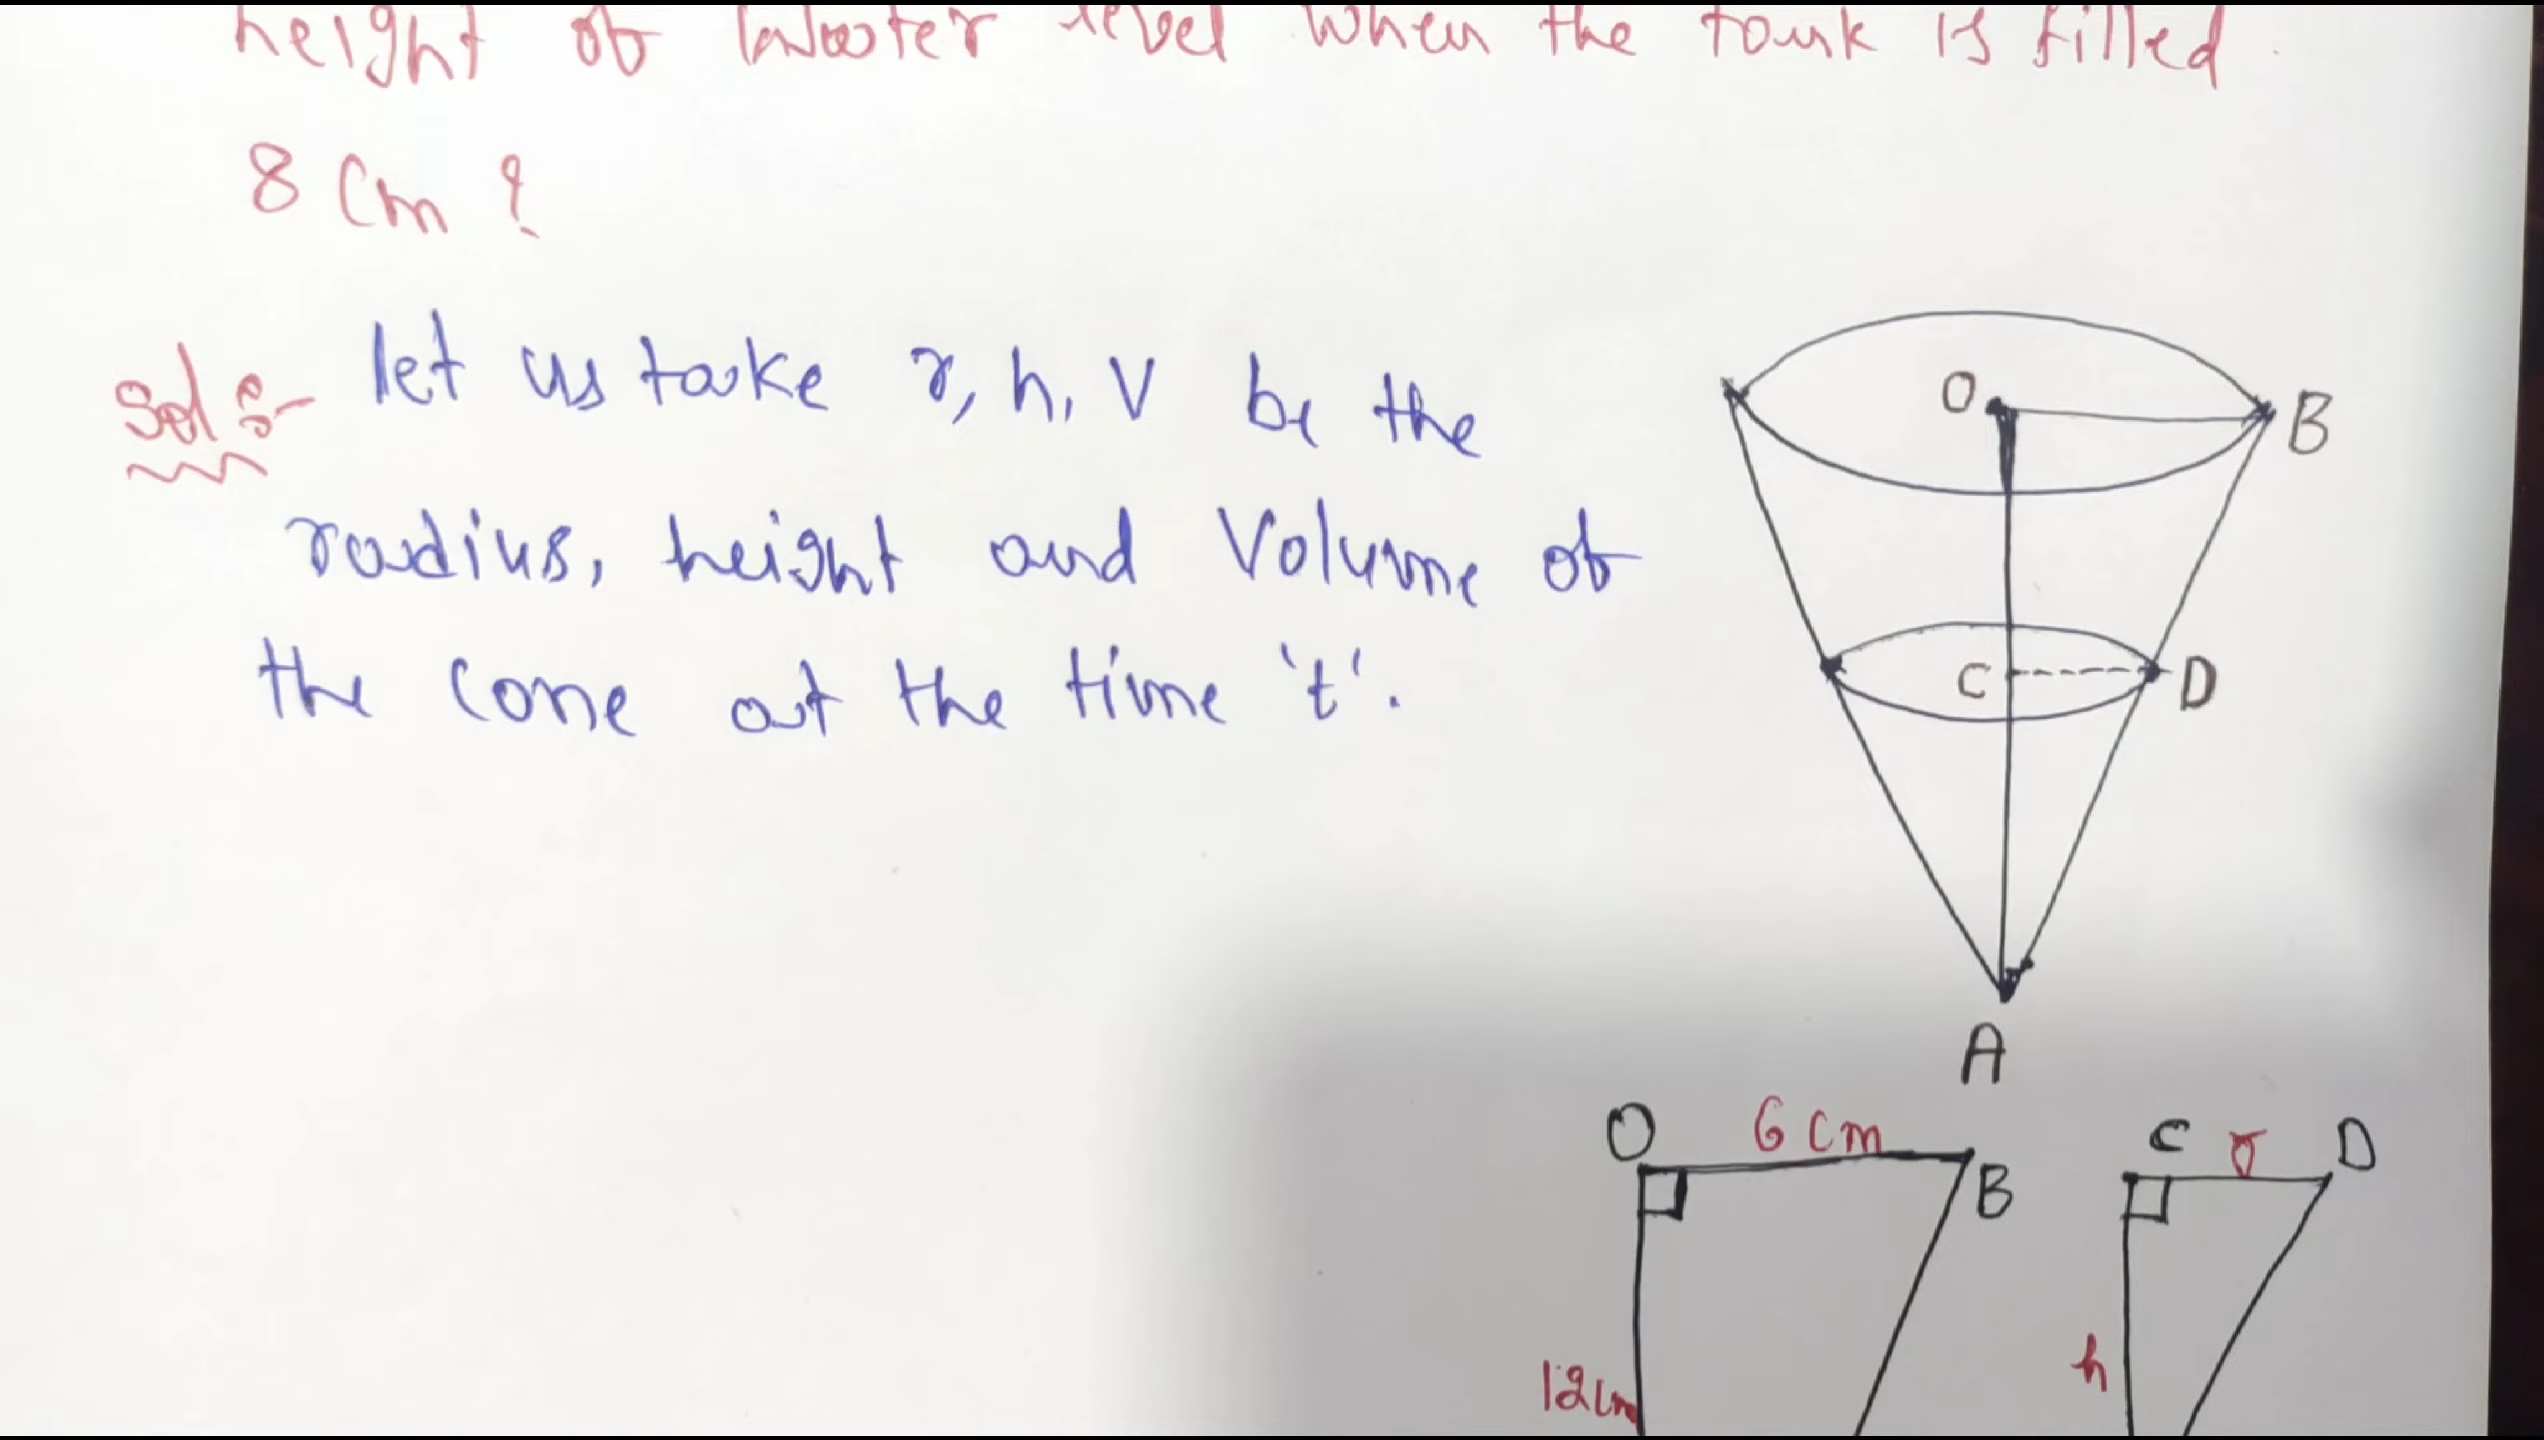 height of water level when the tank is filled
8 cm ?
Sol :- let us take r, h, V be the
radius, height and Volume of
the cone at the time 't'.
O
B
C
D
A
O 6 cm B
C r D
12cm
h